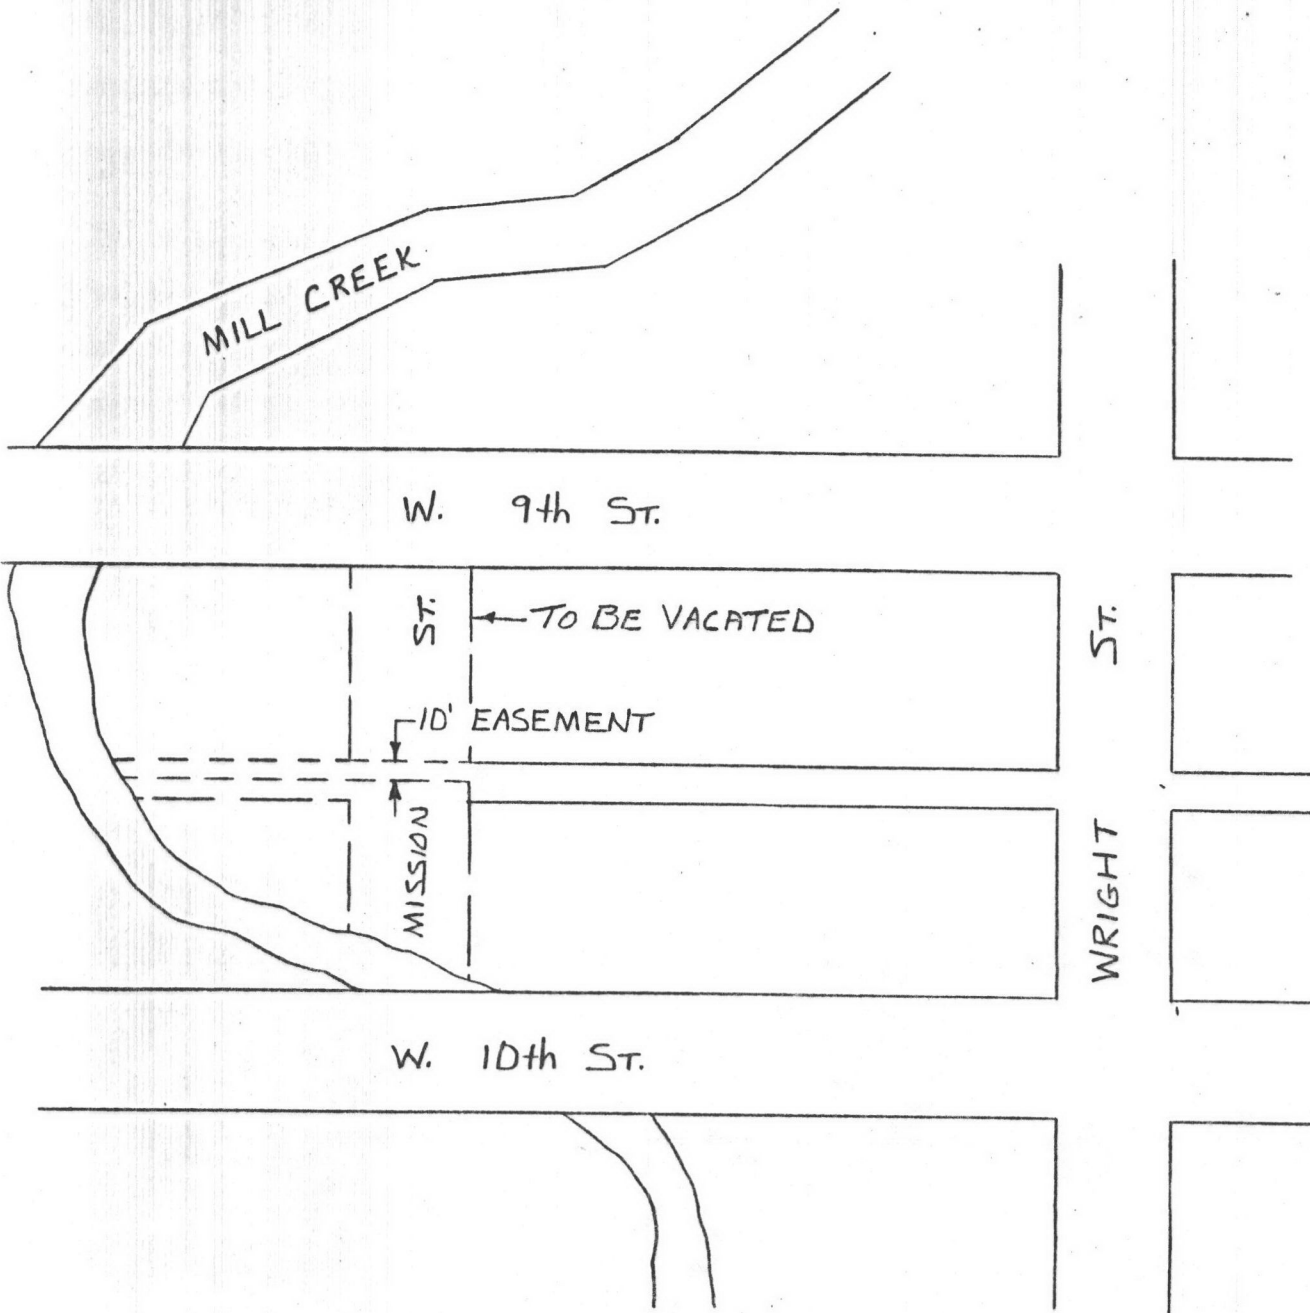 MILL CREEK
W. 9th ST.
ST.
TO BE VACATED
ST.
10' EASEMENT
MISSION
WRIGHT
W. 10th ST.